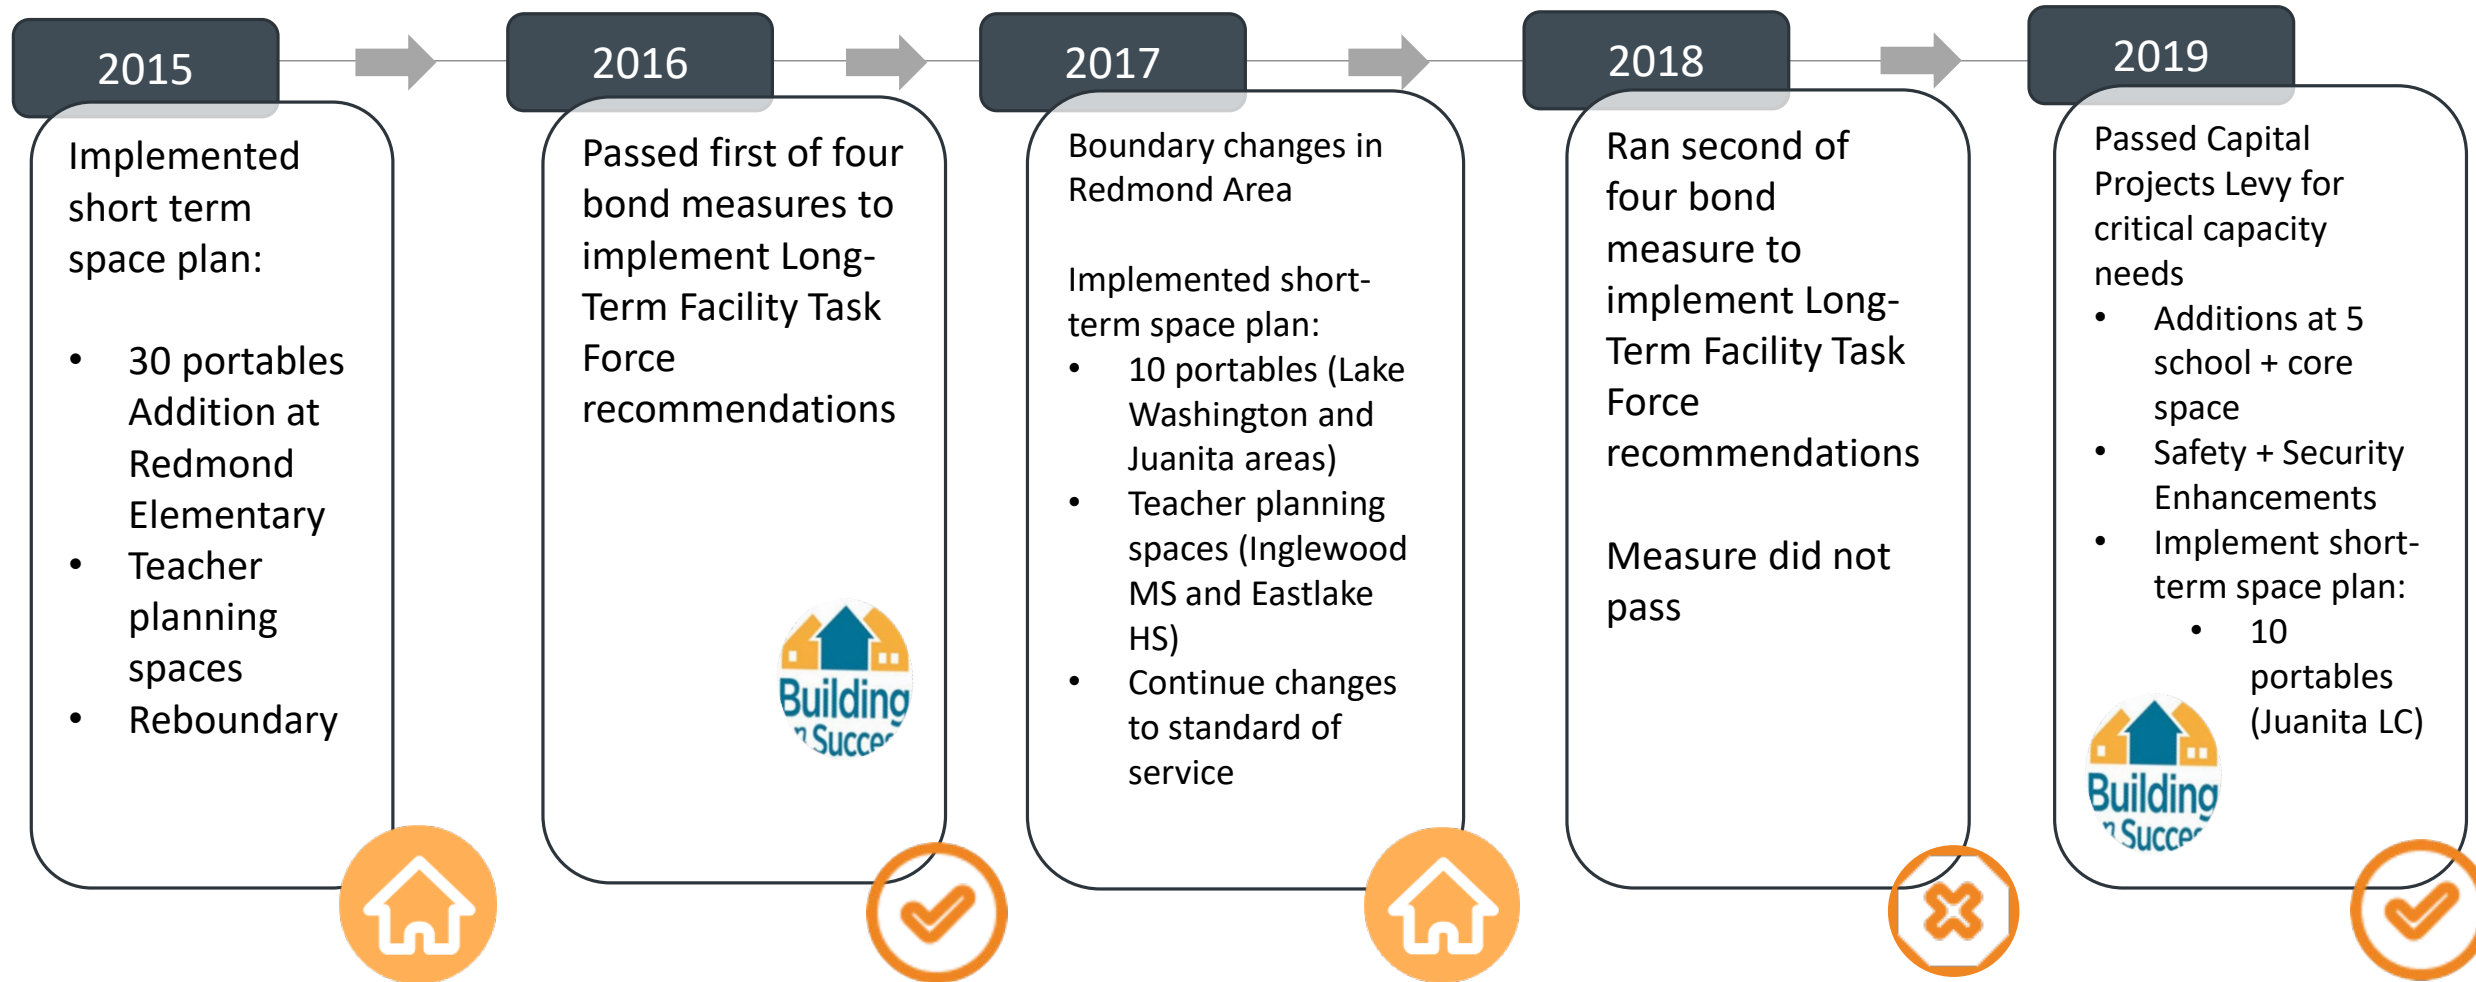 2015
Implemented
short term
space plan:
• 30 portables
Addition at
Redmond
Elementary
• Teacher
planning
spaces
• Reboundary
2016
Passed first of four
bond measures to
implement Long-
Term Facility Task
Force
recommendations
Building
Succe
2017
Boundary changes in
Redmond Area
Implemented short-
term space plan:
• 10 portables (Lake
Washington and
Juanita areas)
• Teacher planning
spaces (Inglewood
MS and Eastlake
HS)
• Continue changes
to standard of
service
2018
Ran second of
four bond
measure to
implement Long-
Term Facility Task
Force
recommendations
Measure did not
pass
2019
Passed Capital
Projects Levy for
critical capacity
needs
• Additions at 5
school + core
space
• Safety + Security
Enhancements
• Implement short-
term space plan:
• 10
portables
(Juanita LC)
Building
Succe